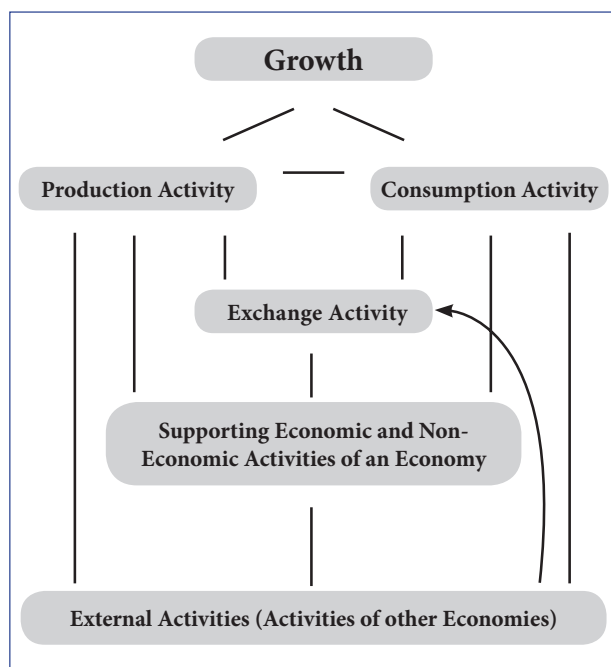 Growth
Production Activity
Consumption Activity
Exchange Activity
Supporting Economic and Non-
Economic Activities of an Economy
External Activities (Activities of other Economies)